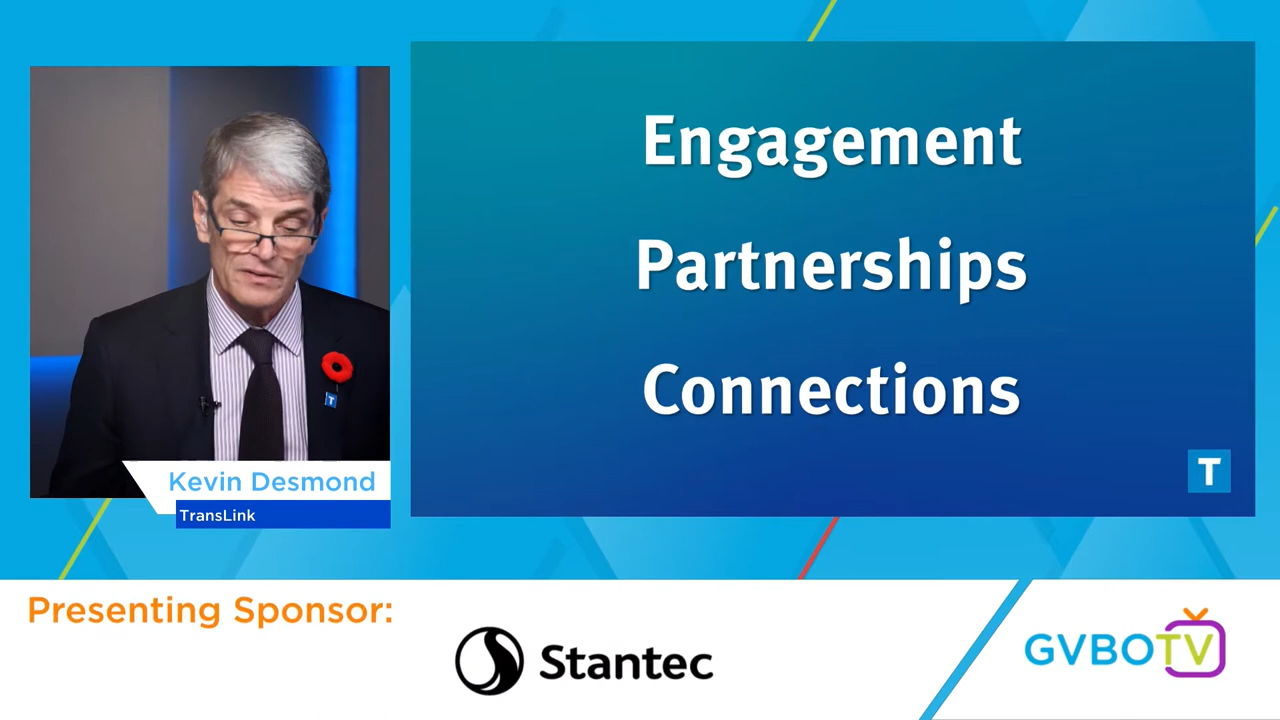 Engagement
Partnerships
Connections
T
T
Kevin Desmond
TransLink
Presenting Sponsor:
Stantec
GVBOTV